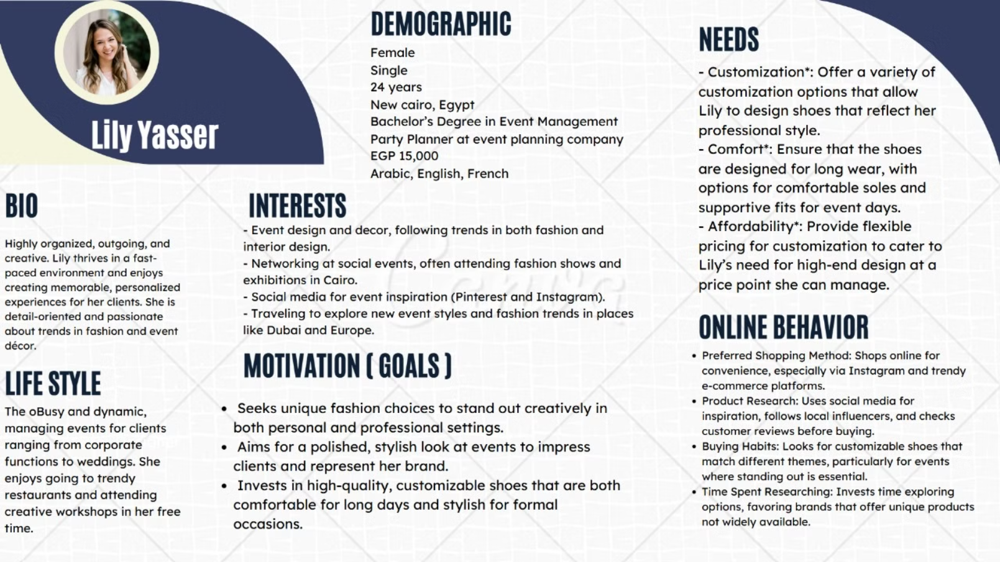 Lily Yasser
DEMOGRAPHIC
Female
Single
24 years
New cairo, Egypt
Bachelor’s Degree in Event Management
Party Planner at event planning company
EGP 15,000
Arabic, English, French
NEEDS
- Customization*: Offer a variety of
customization options that allow
Lily to design shoes that reflect her
professional style.
- Comfort*: Ensure that the shoes
are designed for long wear, with
options for comfortable soles and
supportive fits for event days.
- Affordability*: Provide flexible
pricing for customization to cater to
Lily’s need for high-end design at a
price point she can manage.
BIO
Highly organized, outgoing, and
creative. Lily thrives in a fast-
paced environment and enjoys
creating memorable, personalized
experiences for her clients. She is
detail-oriented and passionate
about trends in fashion and event
décor.
INTERESTS
- Event design and decor, following trends in both fashion and
interior design.
- Networking at social events, often attending fashion shows and
exhibitions in Cairo.
- Social media for event inspiration (Pinterest and Instagram).
- Traveling to explore new event styles and fashion trends in places
like Dubai and Europe.
Canva
LIFE STYLE
The oBusy and dynamic,
managing events for clients
ranging from corporate
functions to weddings. She
enjoys going to trendy
restaurants and attending
creative workshops in her free
time.
MOTIVATION ( GOALS )
• Seeks unique fashion choices to stand out creatively in
both personal and professional settings.
• Aims for a polished, stylish look at events to impress
clients and represent her brand.
• Invests in high-quality, customizable shoes that are both
comfortable for long days and stylish for formal
occasions.
ONLINE BEHAVIOR
• Preferred Shopping Method: Shops online for
convenience, especially via Instagram and trendy
e-commerce platforms.
• Product Research: Uses social media for
inspiration, follows local influencers, and checks
customer reviews before buying.
• Buying Habits: Looks for customizable shoes that
match different themes, particularly for events
where standing out is essential.
• Time Spent Researching: Invests time exploring
options, favoring brands that offer unique products
not widely available.